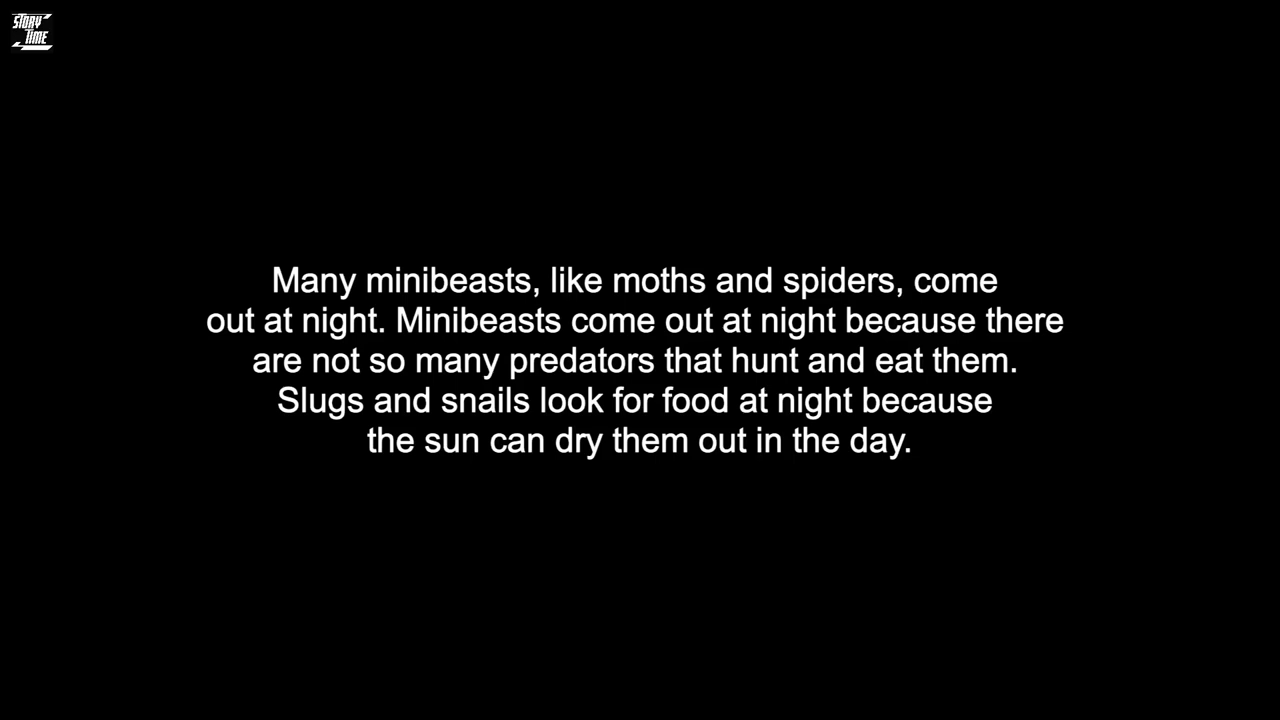 STORY
TIME
Many minibeasts, like moths and spiders, come
out at night. Minibeasts come out at night because there
are not so many predators that hunt and eat them.
Slugs and snails look for food at night because
the sun can dry them out in the day.